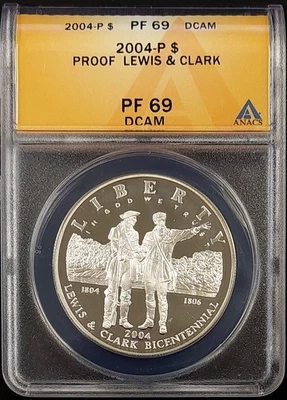 2004-P $ PF 69 DCAM
2004-P $
PROOF LEWIS & CLARK
PF 69
DCAM
ANACS
LIBERTY
IN GOD WE TRUST
1804 1806
2004
LEWIS & CLARK BICENTENNIAL